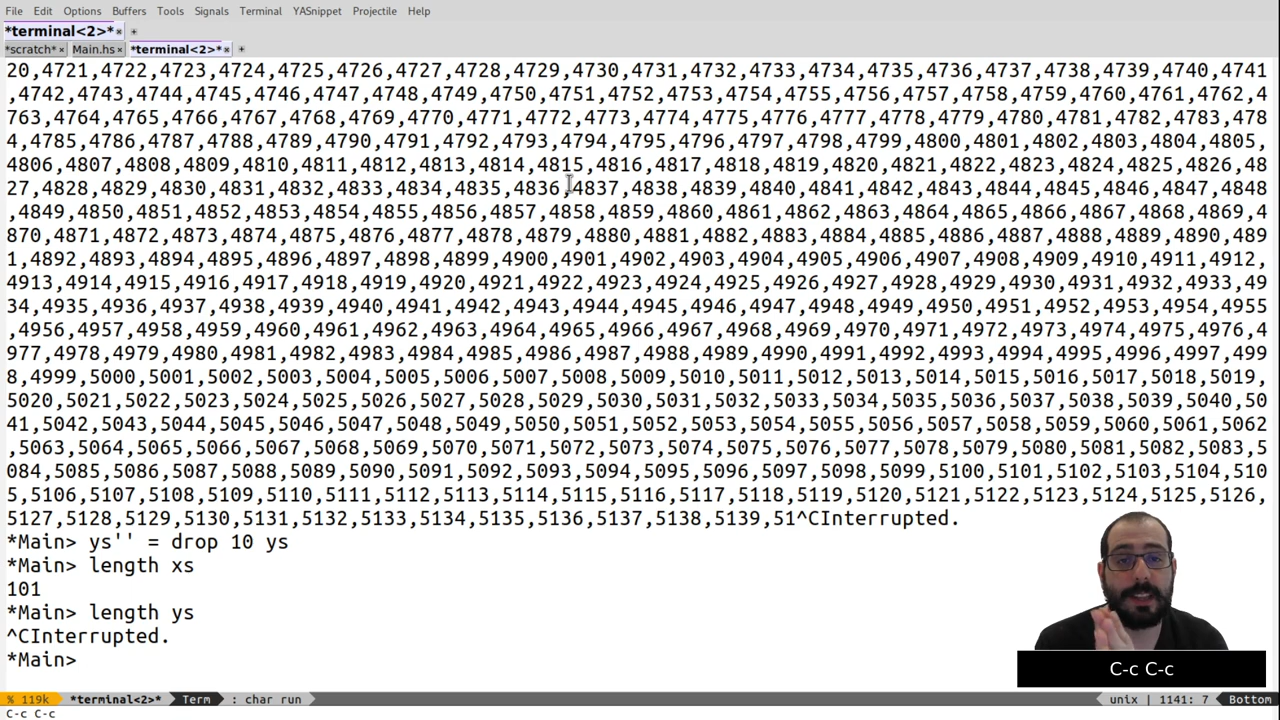 File Edit Options Buffers Tools Signals Terminal YASnippet Projectile Help
*terminal<2>*× +
*scratch*× Main.hs× *terminal<2>*× +
20,4721,4722,4723,4724,4725,4726,4727,4728,4729,4730,4731,4732,4733,4734,4735,4736,4737,4738,4739,4740,4741
,4742,4743,4744,4745,4746,4747,4748,4749,4750,4751,4752,4753,4754,4755,4756,4757,4758,4759,4760,4761,4762,4
763,4764,4765,4766,4767,4768,4769,4770,4771,4772,4773,4774,4775,4776,4777,4778,4779,4780,4781,4782,4783,478
4,4785,4786,4787,4788,4789,4790,4791,4792,4793,4794,4795,4796,4797,4798,4799,4800,4801,4802,4803,4804,4805,
4806,4807,4808,4809,4810,4811,4812,4813,4814,4815,4816,4817,4818,4819,4820,4821,4822,4823,4824,4825,4826,48
27,4828,4829,4830,4831,4832,4833,4834,4835,4836,4837,4838,4839,4840,4841,4842,4843,4844,4845,4846,4847,4848
,4849,4850,4851,4852,4853,4854,4855,4856,4857,4858,4859,4860,4861,4862,4863,4864,4865,4866,4867,4868,4869,4
870,4871,4872,4873,4874,4875,4876,4877,4878,4879,4880,4881,4882,4883,4884,4885,4886,4887,4888,4889,4890,489
1,4892,4893,4894,4895,4896,4897,4898,4899,4900,4901,4902,4903,4904,4905,4906,4907,4908,4909,4910,4911,4912,
4913,4914,4915,4916,4917,4918,4919,4920,4921,4922,4923,4924,4925,4926,4927,4928,4929,4930,4931,4932,4933,49
34,4935,4936,4937,4938,4939,4940,4941,4942,4943,4944,4945,4946,4947,4948,4949,4950,4951,4952,4953,4954,4955
,4956,4957,4958,4959,4960,4961,4962,4963,4964,4965,4966,4967,4968,4969,4970,4971,4972,4973,4974,4975,4976,4
977,4978,4979,4980,4981,4982,4983,4984,4985,4986,4987,4988,4989,4990,4991,4992,4993,4994,4995,4996,4997,499
8,4999,5000,5001,5002,5003,5004,5005,5006,5007,5008,5009,5010,5011,5012,5013,5014,5015,5016,5017,5018,5019,
5020,5021,5022,5023,5024,5025,5026,5027,5028,5029,5030,5031,5032,5033,5034,5035,5036,5037,5038,5039,5040,50
41,5042,5043,5044,5045,5046,5047,5048,5049,5050,5051,5052,5053,5054,5055,5056,5057,5058,5059,5060,5061,5062
,5063,5064,5065,5066,5067,5068,5069,5070,5071,5072,5073,5074,5075,5076,5077,5078,5079,5080,5081,5082,5083,5
084,5085,5086,5087,5088,5089,5090,5091,5092,5093,5094,5095,5096,5097,5098,5099,5100,5101,5102,5103,5104,510
5,5106,5107,5108,5109,5110,5111,5112,5113,5114,5115,5116,5117,5118,5119,5120,5121,5122,5123,5124,5125,5126,
5127,5128,5129,5130,5131,5132,5133,5134,5135,5136,5137,5138,5139,51^CInterrupted.
*Main> ys'' = drop 10 ys
*Main> length xs
101
*Main> length ys
^CInterrupted.
*Main>
C-c C-c
% 119k *terminal<2>* Term : char run unix | 1141: 7 Bottom
C-c C-c